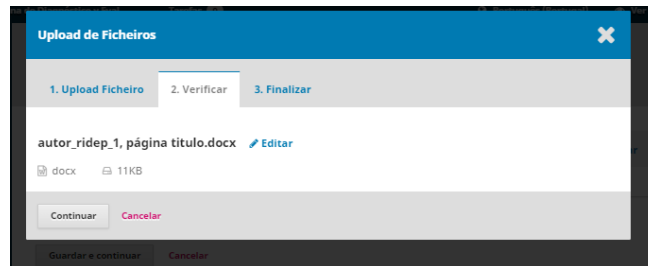 Upload de Ficheiros
1. Upload Ficheiro 2. Verificar 3. Finalizar
autor_ridep_1, página titulo.docx Editar
docx 11KB
Continuar Cancelar
Guardar e continuar Cancelar